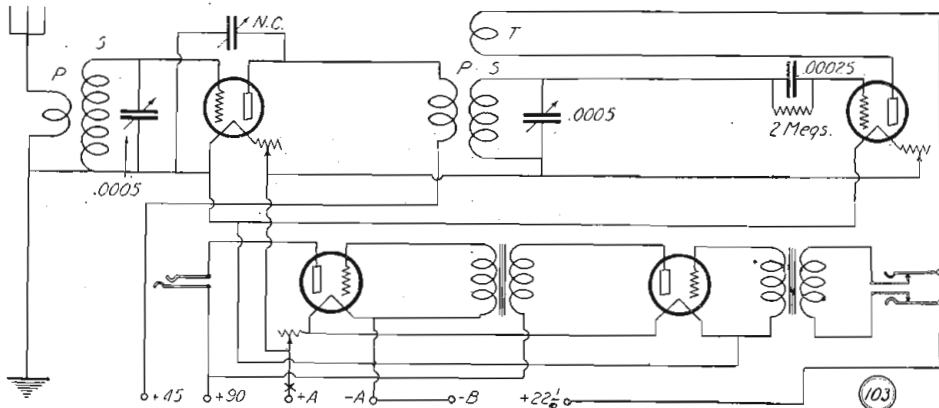 N.C.
P S
.0005
P. S
T
.0005
.00025
2 Megs.
+45 +90 +A -A -B +22½
103